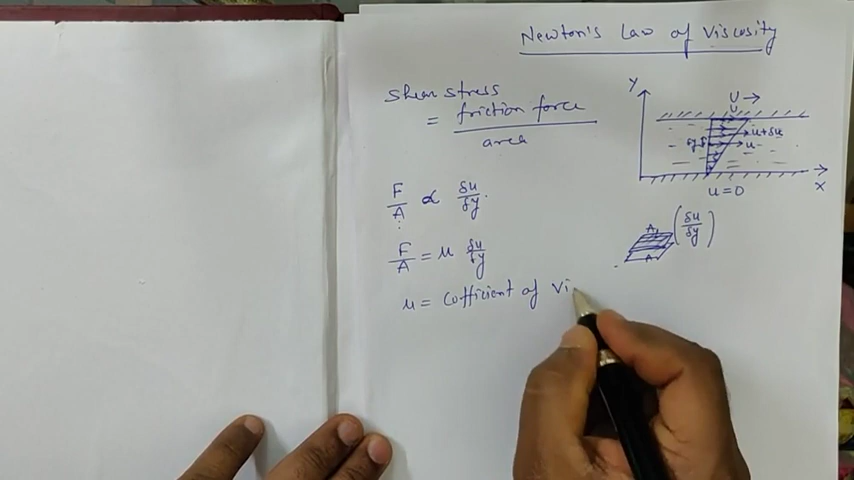 Newton's Law of Viscosity
Shear stress
= friction force
area
F/A ∝ δu/δy
F/A = μ δu/δy
μ = Cofficient of Vi
Y
U →
U
u+δu
δy
u
X
u=0
A
(δu/δy)
A